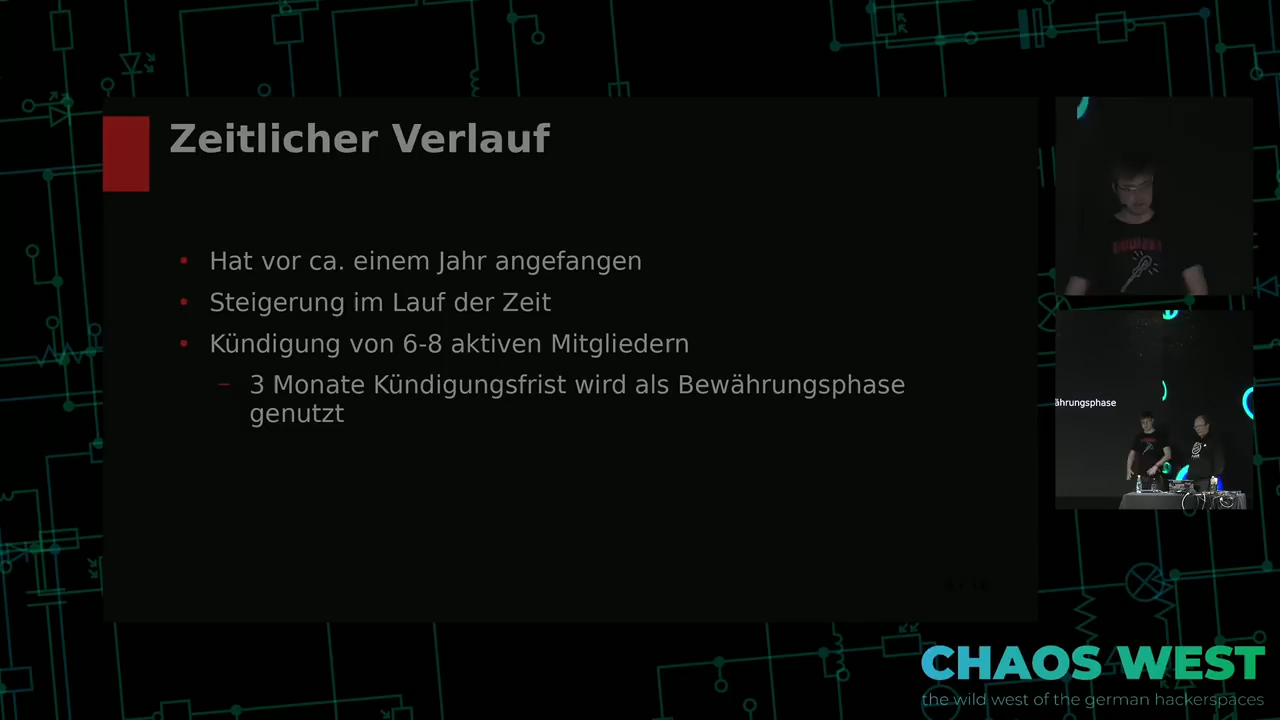 Zeitlicher Verlauf
Hat vor ca. einem Jahr angefangen
Steigerung im Lauf der Zeit
Kündigung von 6-8 aktiven Mitgliedern
3 Monate Kündigungsfrist wird als Bewährungsphase
genutzt
ährungsphase
CHAOS WEST
the wild west of the german hackerspaces